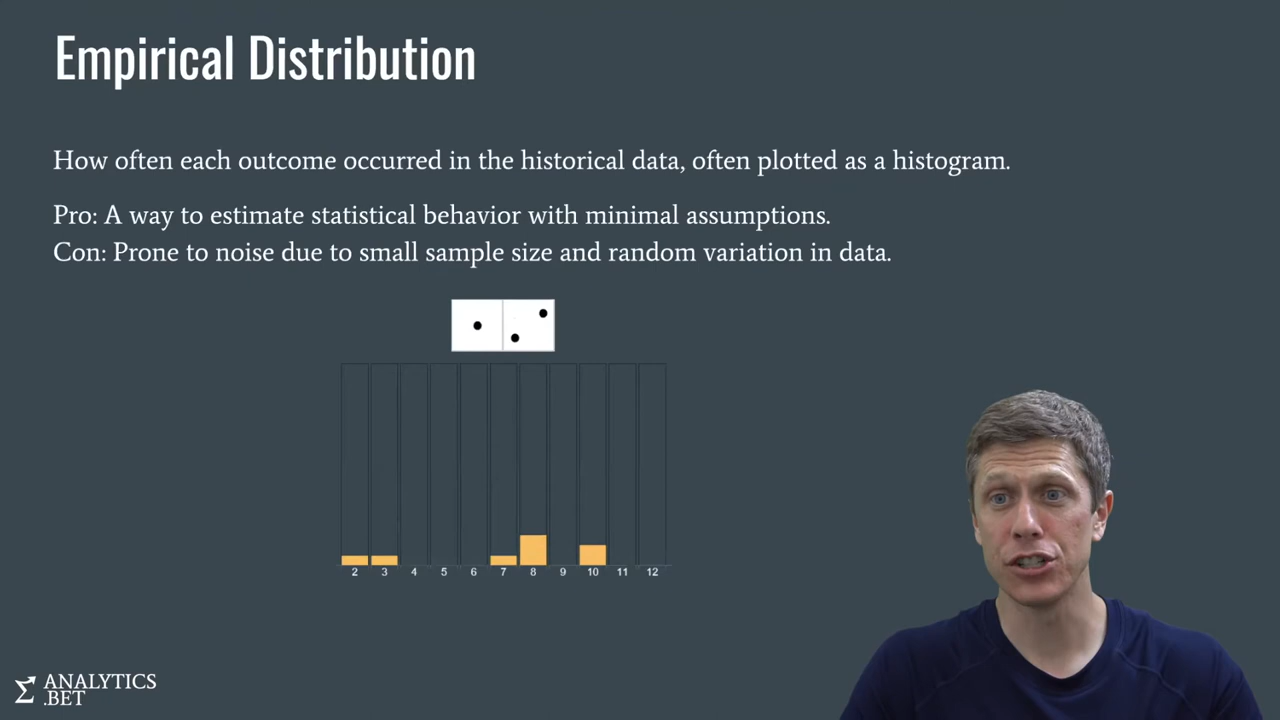 Empirical Distribution
How often each outcome occurred in the historical data, often plotted as a histogram.
Pro: A way to estimate statistical behavior with minimal assumptions.
Con: Prone to noise due to small sample size and random variation in data.
2 3 4 5 6 7 8 9 10 11 12
ANALYTICS
.BET